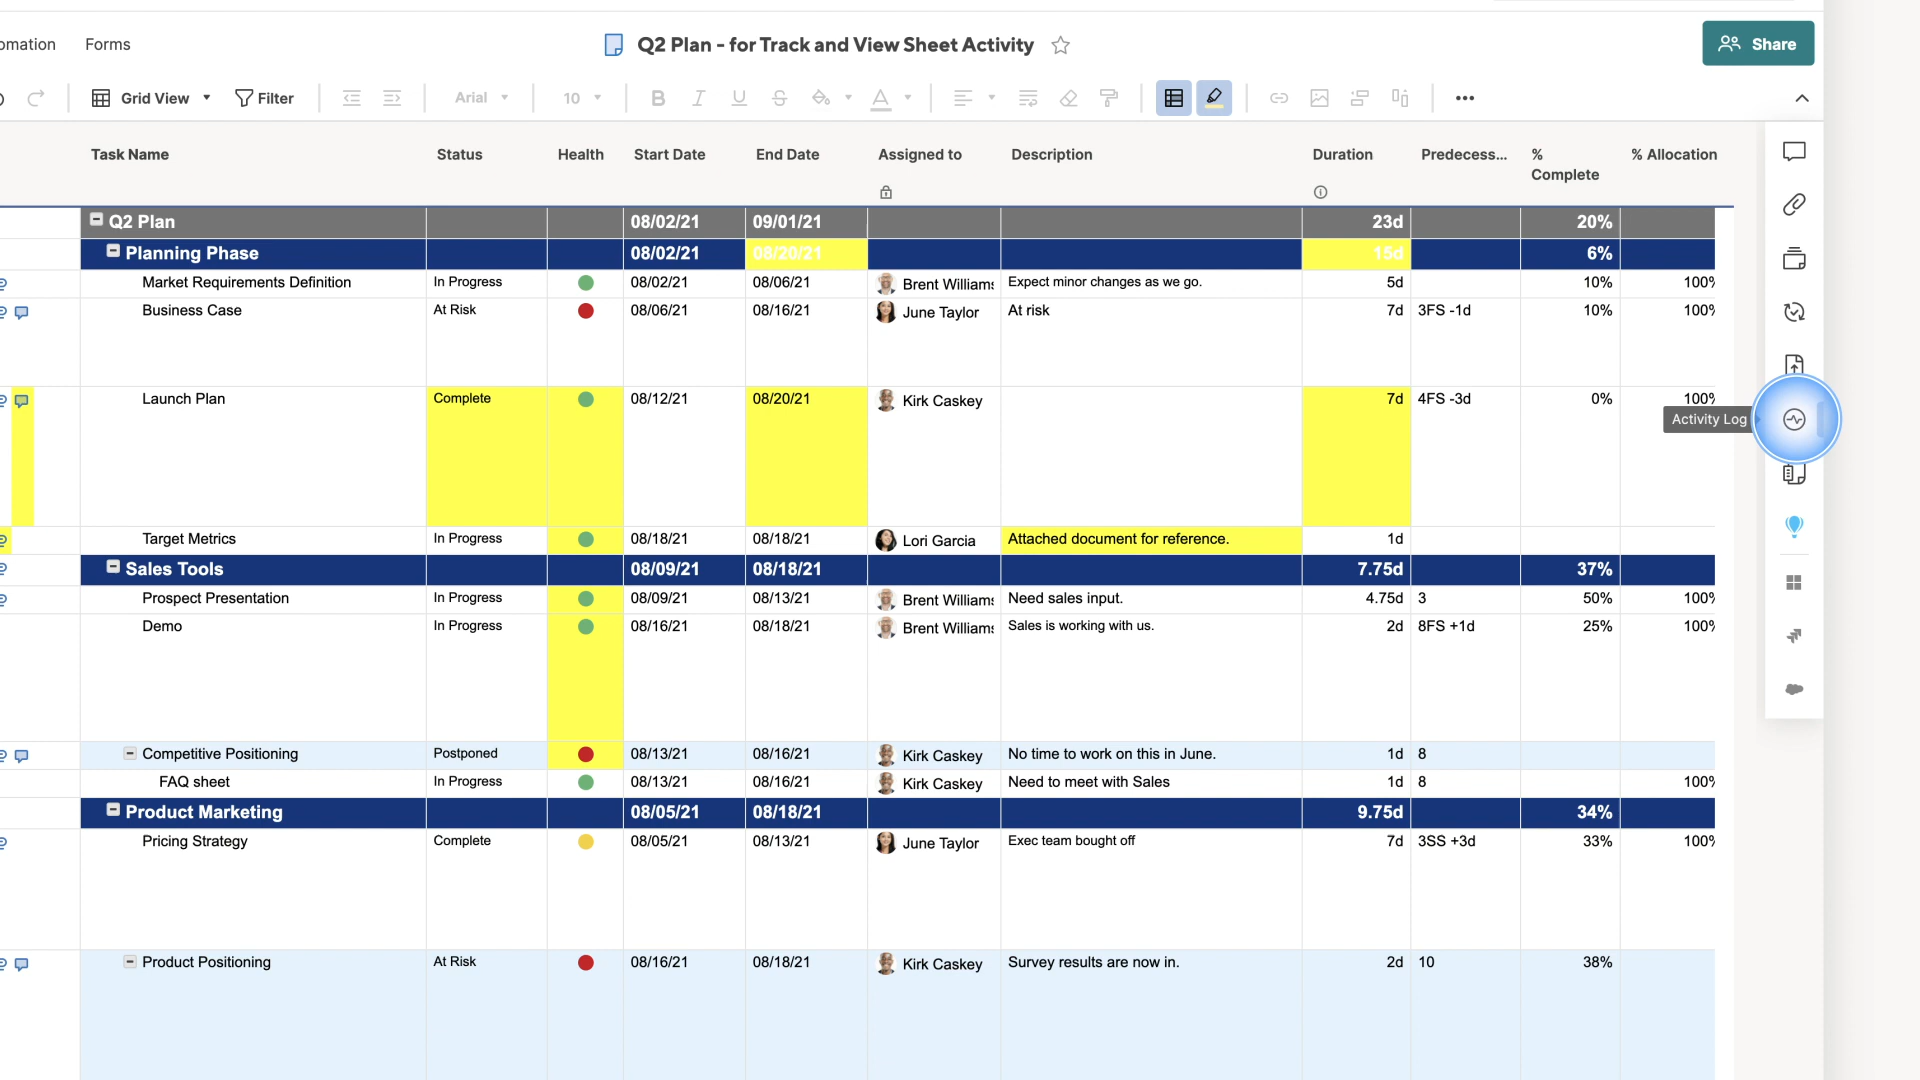 omation Forms Q2 Plan - for Track and View Sheet Activity Share
Grid View Filter Arial 10
Task Name Status Health Start Date End Date Assigned to Description Duration Predecess... % Complete % Allocation
Q2 Plan 08/02/21 09/01/21 23d 20%
Planning Phase 08/02/21 08/20/21 15d 6%
Market Requirements Definition In Progress 08/02/21 08/06/21 Brent Williams Expect minor changes as we go. 5d 10% 100%
Business Case At Risk 08/06/21 08/16/21 June Taylor At risk 7d 3FS -1d 10% 100%
Launch Plan Complete 08/12/21 08/20/21 Kirk Caskey 7d 4FS -3d 0% 100%
Activity Log
Target Metrics In Progress 08/18/21 08/18/21 Lori Garcia Attached document for reference. 1d
Sales Tools 08/09/21 08/18/21 7.75d 37%
Prospect Presentation In Progress 08/09/21 08/13/21 Brent Williams Need sales input. 4.75d 3 50% 100%
Demo In Progress 08/16/21 08/18/21 Brent Williams Sales is working with us. 2d 8FS +1d 25% 100%
Competitive Positioning Postponed 08/13/21 08/16/21 Kirk Caskey No time to work on this in June. 1d 8
FAQ sheet In Progress 08/13/21 08/16/21 Kirk Caskey Need to meet with Sales 1d 8 100%
Product Marketing 08/05/21 08/18/21 9.75d 34%
Pricing Strategy Complete 08/05/21 08/13/21 June Taylor Exec team bought off 7d 3SS +3d 33% 100%
Product Positioning At Risk 08/16/21 08/18/21 Kirk Caskey Survey results are now in. 2d 10 38%